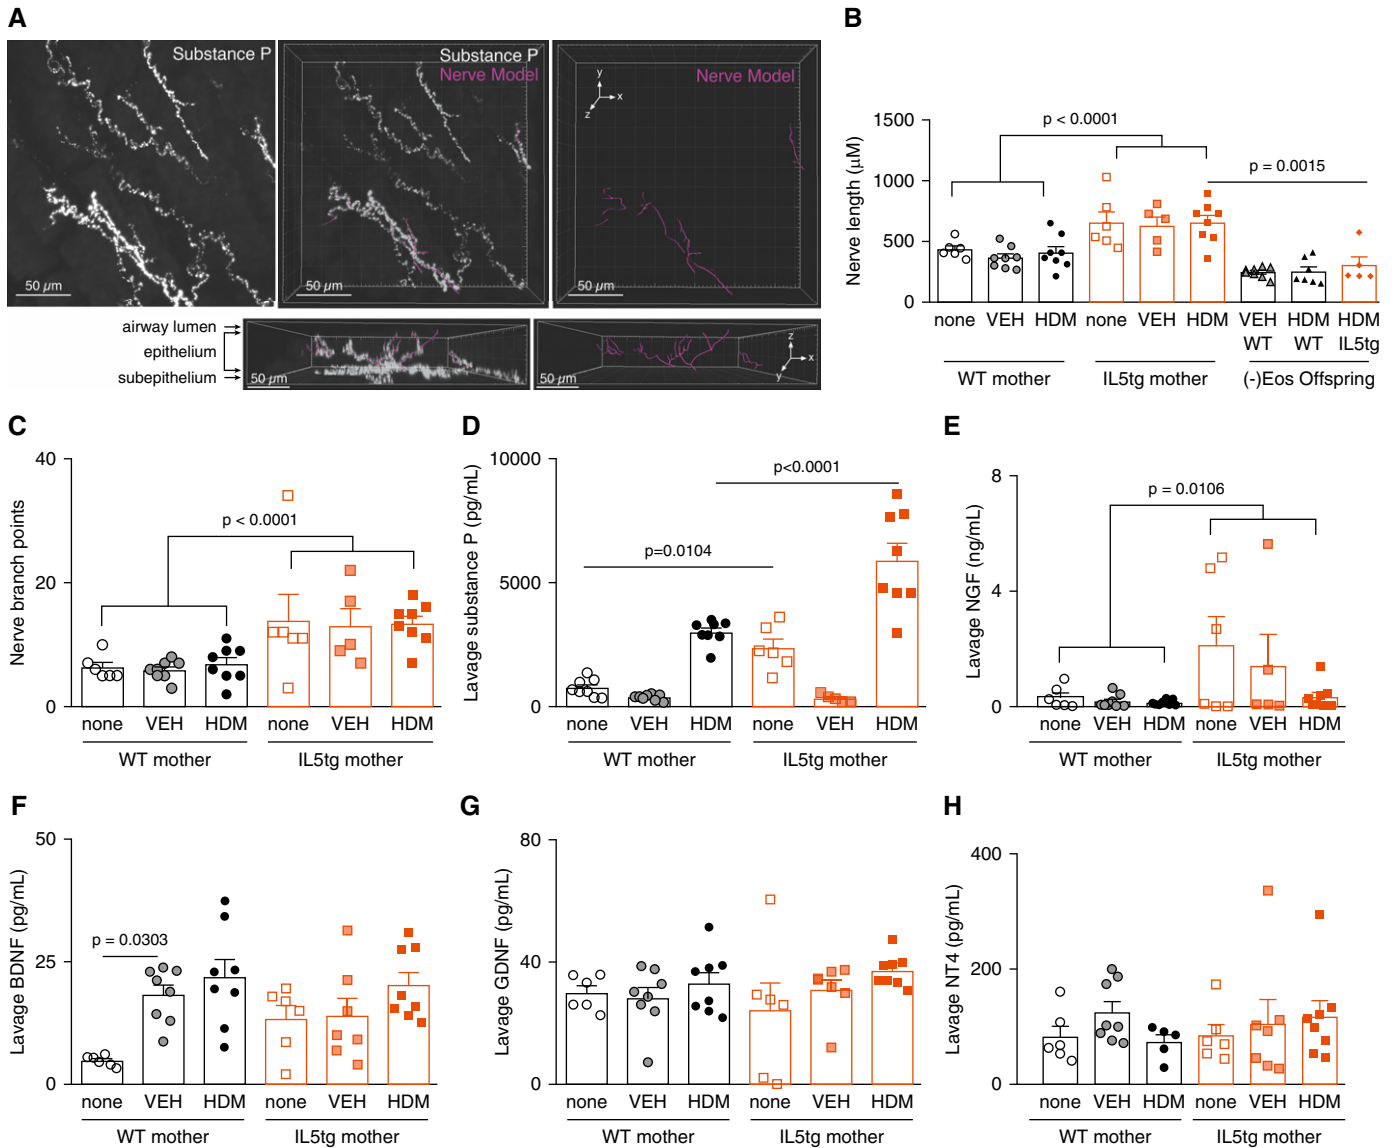 A
Substance P
Substance P
Nerve Model
Nerve Model
y
x
z
50 µm
50 µm
50 µm
airway lumen
epithelium
subepithelium
50 µm
50 µm
z
x
y
B
Nerve length (µM)
1500
1000
500
0
p < 0.0001
p = 0.0015
none VEH HDM none VEH HDM VEH HDM HDM
WT WT IL5tg
WT mother IL5tg mother (-)Eos Offspring
C
Nerve branch points
40
20
0
p < 0.0001
none VEH HDM none VEH HDM
WT mother IL5tg mother
D
Lavage substance P (pg/mL)
10000
5000
0
p<0.0001
p=0.0104
none VEH HDM none VEH HDM
WT mother IL5tg mother
E
Lavage NGF (ng/mL)
8
4
0
p = 0.0106
none VEH HDM none VEH HDM
WT mother IL5tg mother
F
Lavage BDNF (pg/mL)
50
25
0
p = 0.0303
none VEH HDM none VEH HDM
WT mother IL5tg mother
G
Lavage GDNF (pg/mL)
80
40
0
none VEH HDM none VEH HDM
WT mother IL5tg mother
H
Lavage NT4 (pg/mL)
400
200
0
none VEH HDM none VEH HDM
WT mother IL5tg mother